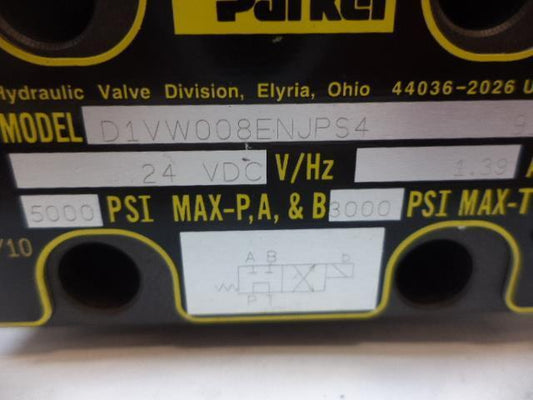 Parker
Hydraulic Valve Division, Elyria, Ohio 44036-2026 U
MODEL D1VW008ENJPS4
24 VDC V/Hz 1.39 A
5000 PSI MAX-P,A, & B 3000 PSI MAX-T
/10
A B b
P T